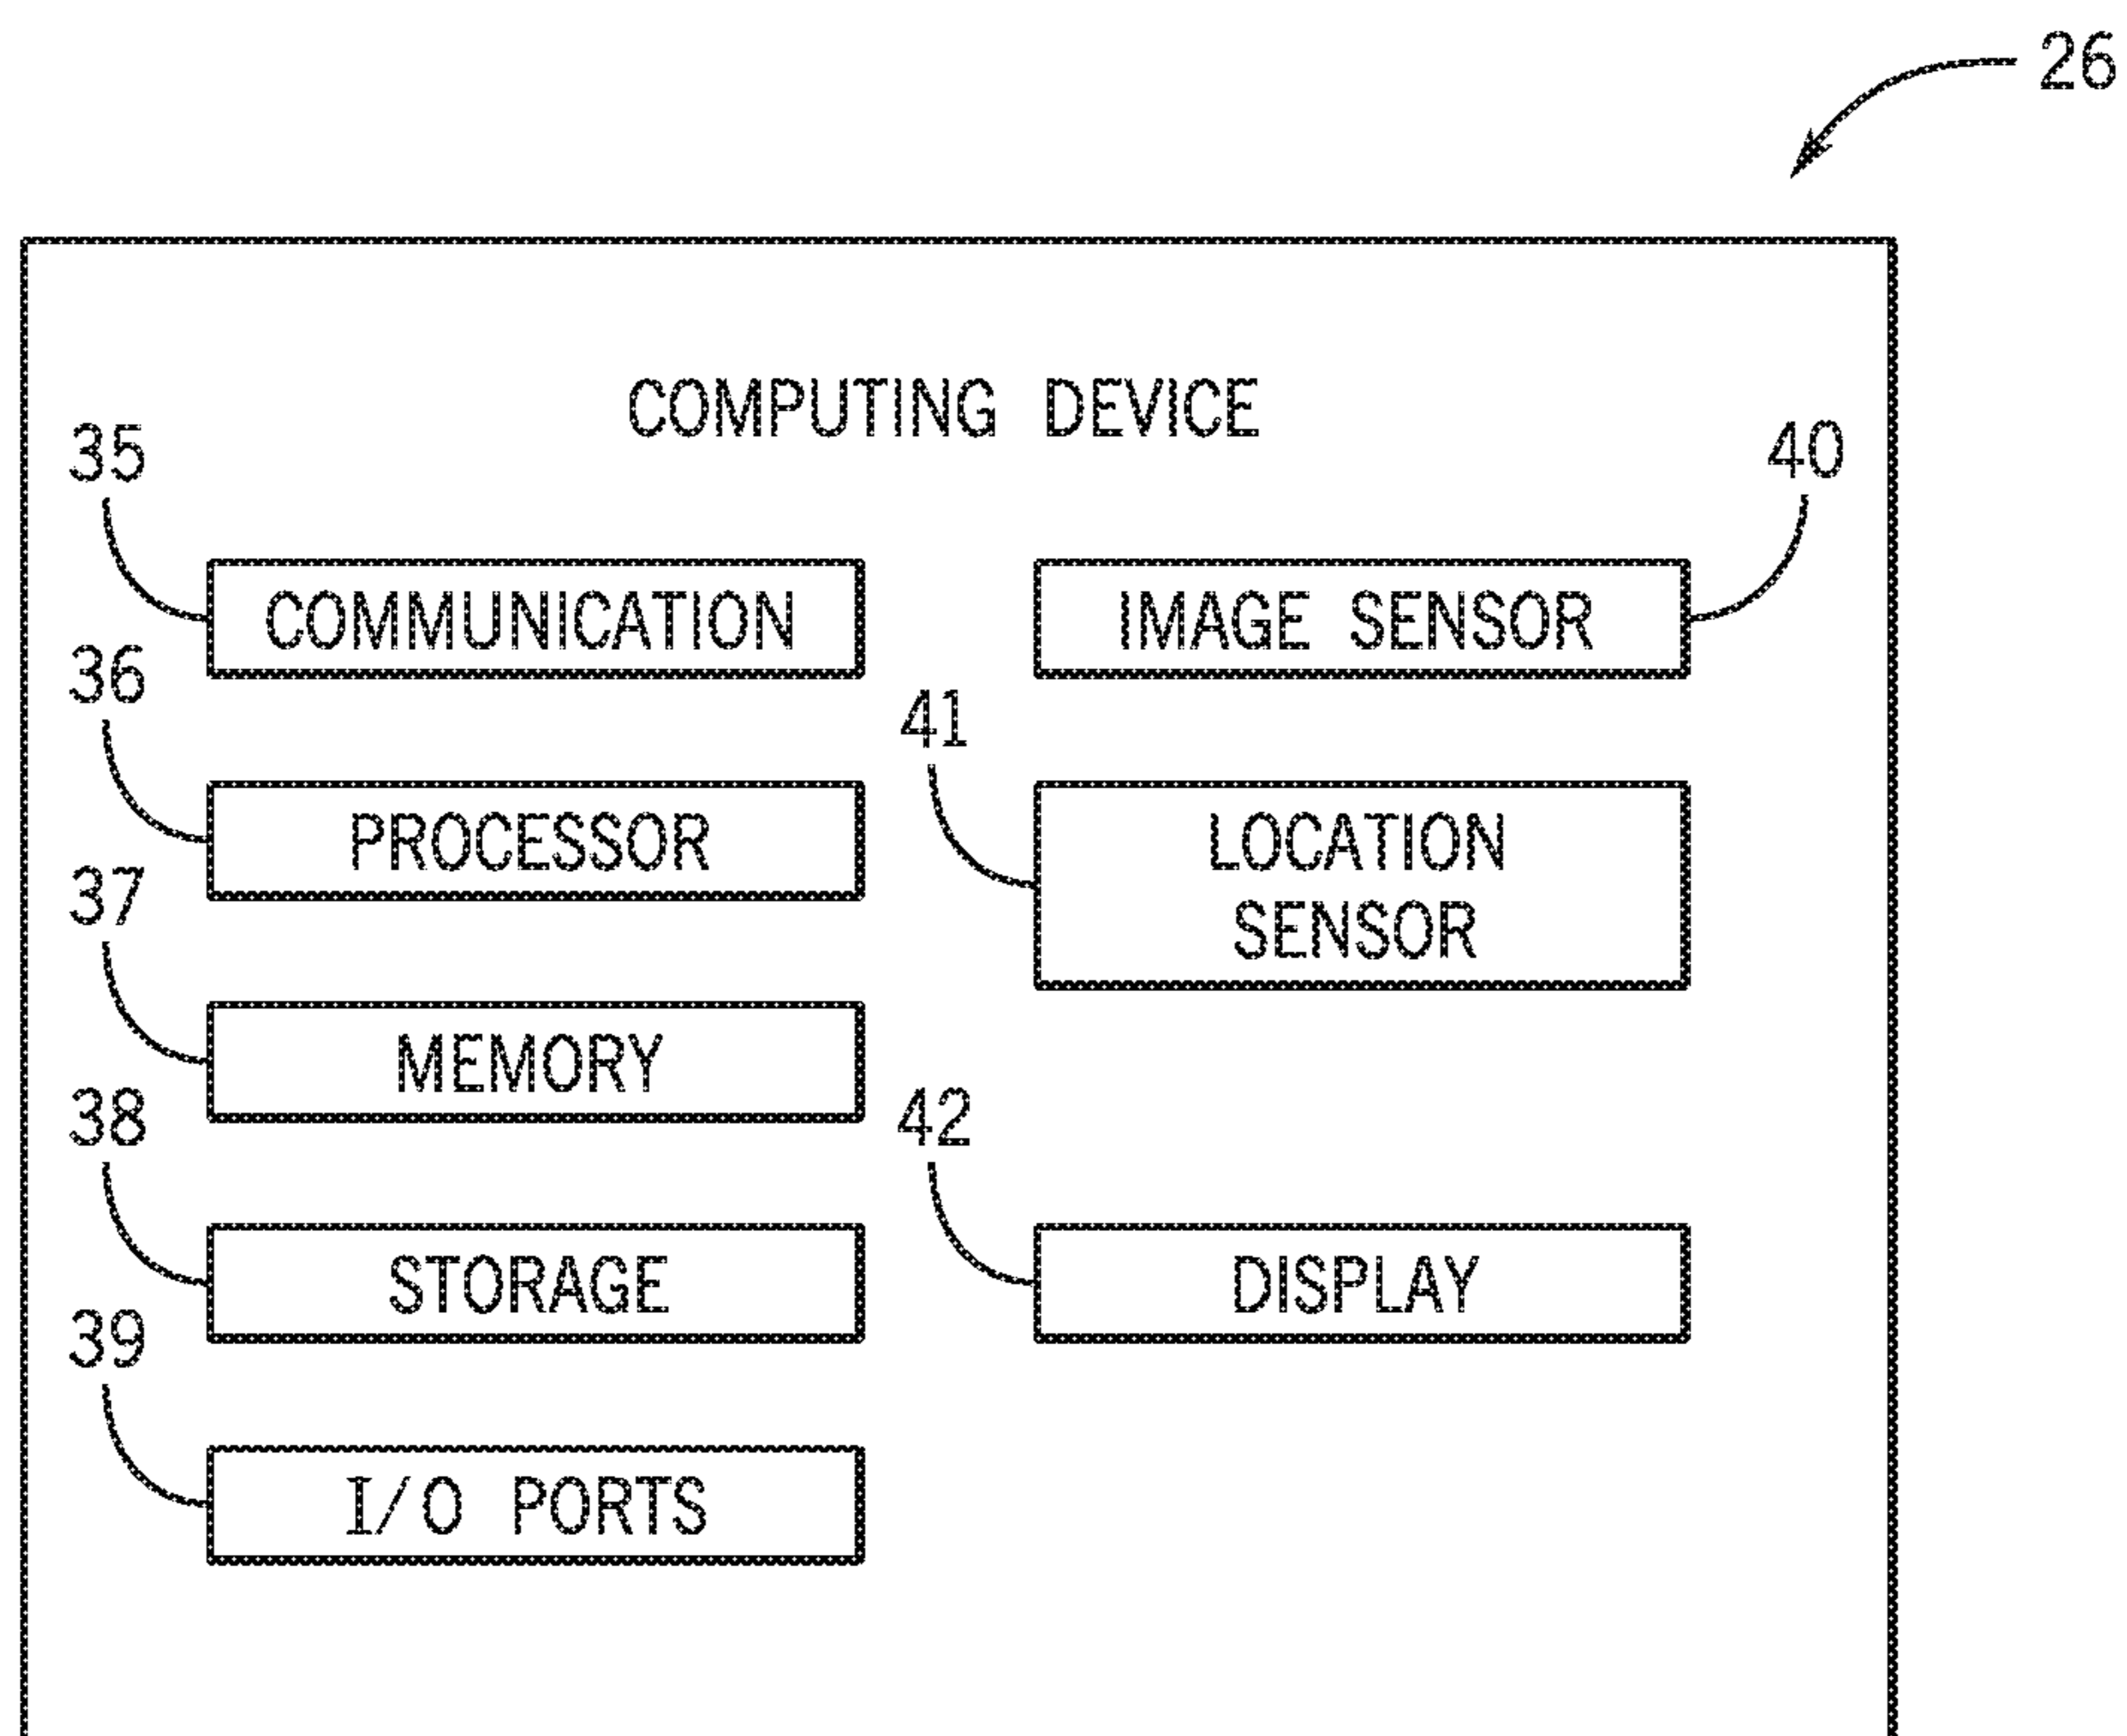 26
COMPUTING DEVICE
35
40
COMMUNICATION
IMAGE SENSOR
36
41
PROCESSOR
LOCATION
SENSOR
37
MEMORY
38
42
STORAGE
DISPLAY
39
I/O PORTS